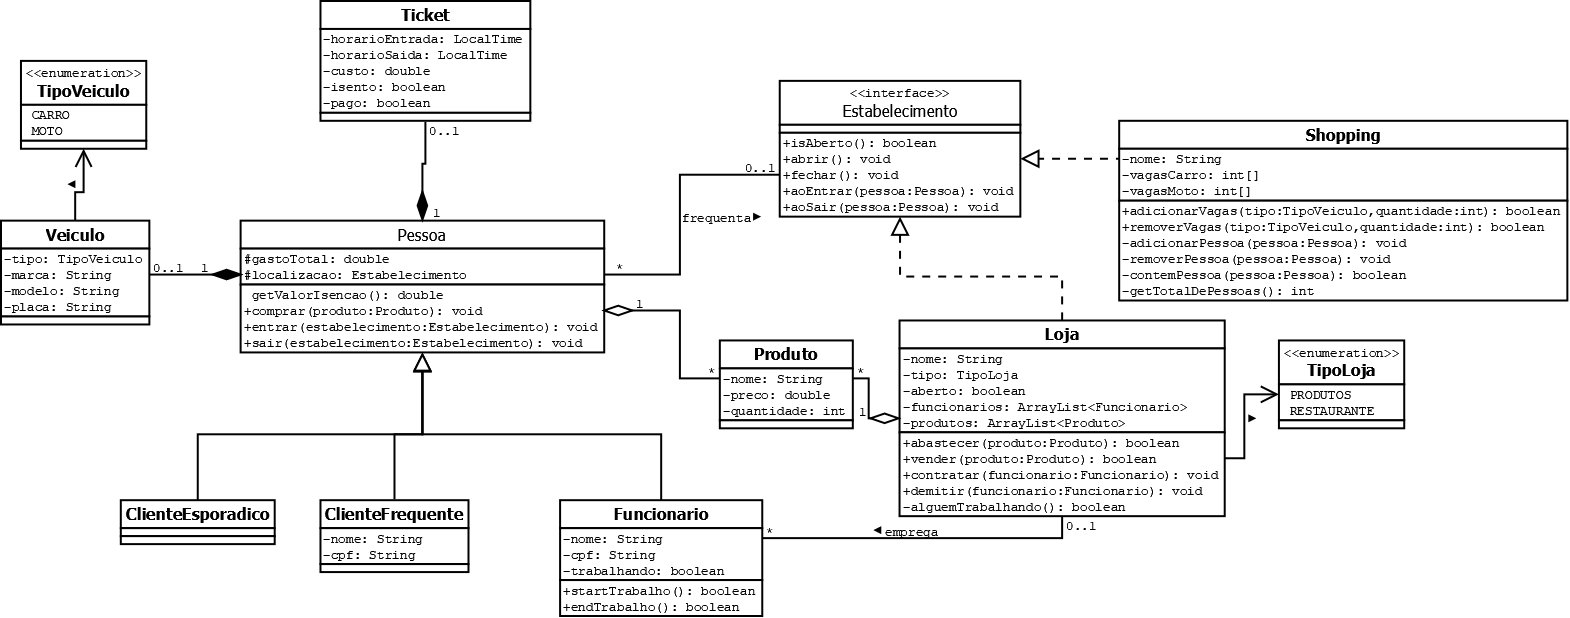 Ticket
-horarioEntrada: LocalTime
-horarioSaida: LocalTime
-custo: double
-isento: boolean
-pago: boolean
0..1
<<enumeration>>
TipoVeiculo
CARRO
MOTO
<<interface>>
Estabelecimento
+isAberto(): boolean
+abrir(): void
+fechar(): void
+aoEntrar(pessoa:Pessoa): void
+aoSair(pessoa:Pessoa): void
0..1
frequenta
*
Shopping
-nome: String
-vagasCarro: int[]
-vagasMoto: int[]
+adicionarVagas(tipo:TipoVeiculo,quantidade:int): boolean
+removerVagas(tipo:TipoVeiculo,quantidade:int): boolean
-adicionarPessoa(pessoa:Pessoa): void
-removerPessoa(pessoa:Pessoa): void
-contemPessoa(pessoa:Pessoa): boolean
-getTotalDePessoas(): int
Veiculo
-tipo: TipoVeiculo
-marca: String
-modelo: String
-placa: String
0..1
1
1
Pessoa
#gastoTotal: double
#localizacao: Estabelecimento
getValorIsencao(): double
+comprar(produto:Produto): void
+entrar(estabelecimento:Estabelecimento): void
+sair(estabelecimento:Estabelecimento): void
1
*
Produto
-nome: String
-preco: double
-quantidade: int
*
1
Loja
-nome: String
-tipo: TipoLoja
-aberto: boolean
-funcionarios: ArrayList<Funcionario>
-produtos: ArrayList<Produto>
+abastecer(produto:Produto): boolean
+vender(produto:Produto): boolean
+contratar(funcionario:Funcionario): void
+demitir(funcionario:Funcionario): void
-alguemTrabalhando(): boolean
<<enumeration>>
TipoLoja
PRODUTOS
RESTAURANTE
ClienteEsporadico
ClienteFrequente
-nome: String
-cpf: String
Funcionario
-nome: String
-cpf: String
-trabalhando: boolean
+startTrabalho(): boolean
+endTrabalho(): boolean
*
emprega
0..1